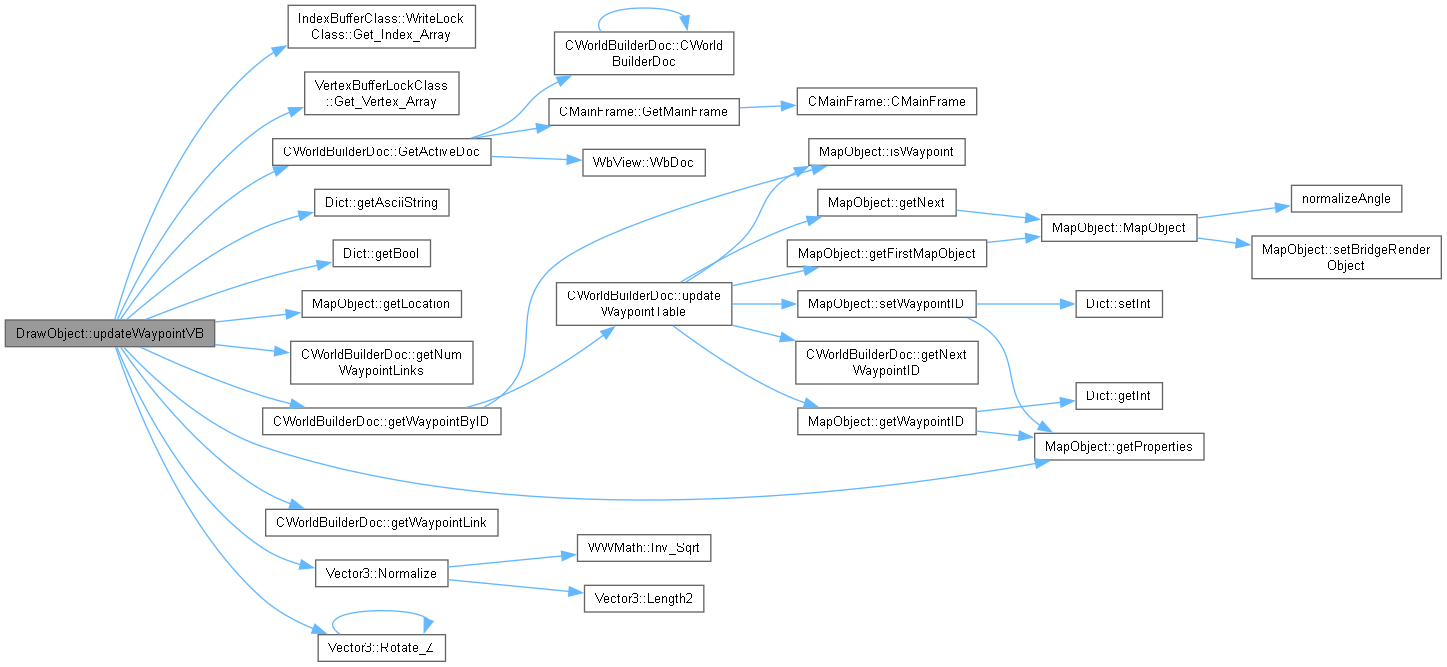 DrawObject::updateWaypointVB
IndexBufferClass::WriteLock
Class::Get_Index_Array
VertexBufferLockClass
::Get_Vertex_Array
CWorldBuilderDoc::GetActiveDoc
Dict::getAsciiString
Dict::getBool
MapObject::getLocation
CWorldBuilderDoc::getNum
WaypointLinks
CWorldBuilderDoc::getWaypointByID
CWorldBuilderDoc::getWaypointLink
Vector3::Normalize
Vector3::Rotate_Z
CWorldBuilderDoc::CWorld
BuilderDoc
CMainFrame::GetMainFrame
WbView::WbDoc
CWorldBuilderDoc::update
WaypointTable
WWMath::Inv_Sqrt
Vector3::Length2
CMainFrame::CMainFrame
MapObject::isWaypoint
MapObject::getNext
MapObject::getFirstMapObject
MapObject::setWaypointID
CWorldBuilderDoc::getNext
WaypointID
MapObject::getWaypointID
MapObject::MapObject
Dict::setInt
Dict::getInt
MapObject::getProperties
normalizeAngle
MapObject::setBridgeRender
Object